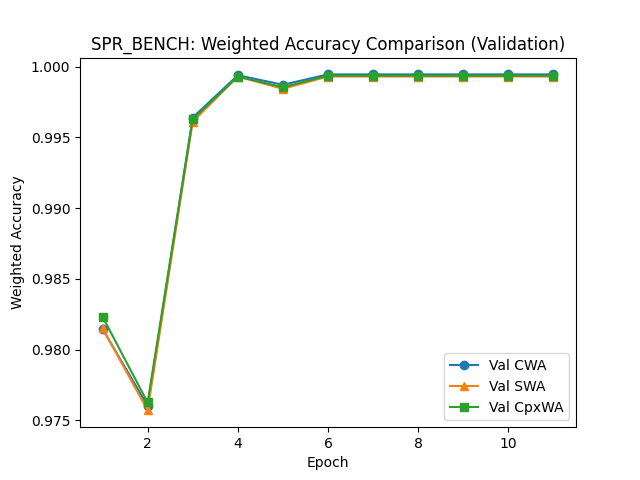 SPR_BENCH: Weighted Accuracy Comparison (Validation)
Weighted Accuracy
1.000
0.995
0.990
0.985
0.980
0.975
2
4
6
8
10
Epoch
Val CWA
Val SWA
Val CpxWA